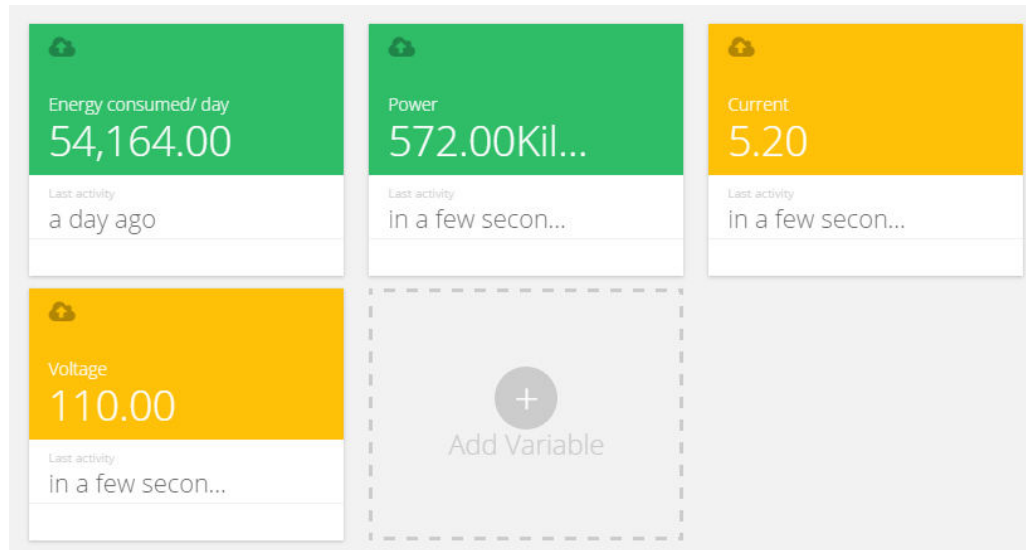 Energy consumed/ day
54,164.00
Last activity
a day ago
Power
572.00Kil...
Last activity
in a few secon...
Current
5.20
Last activity
in a few secon...
Voltage
110.00
Last activity
in a few secon...
+
Add Variable